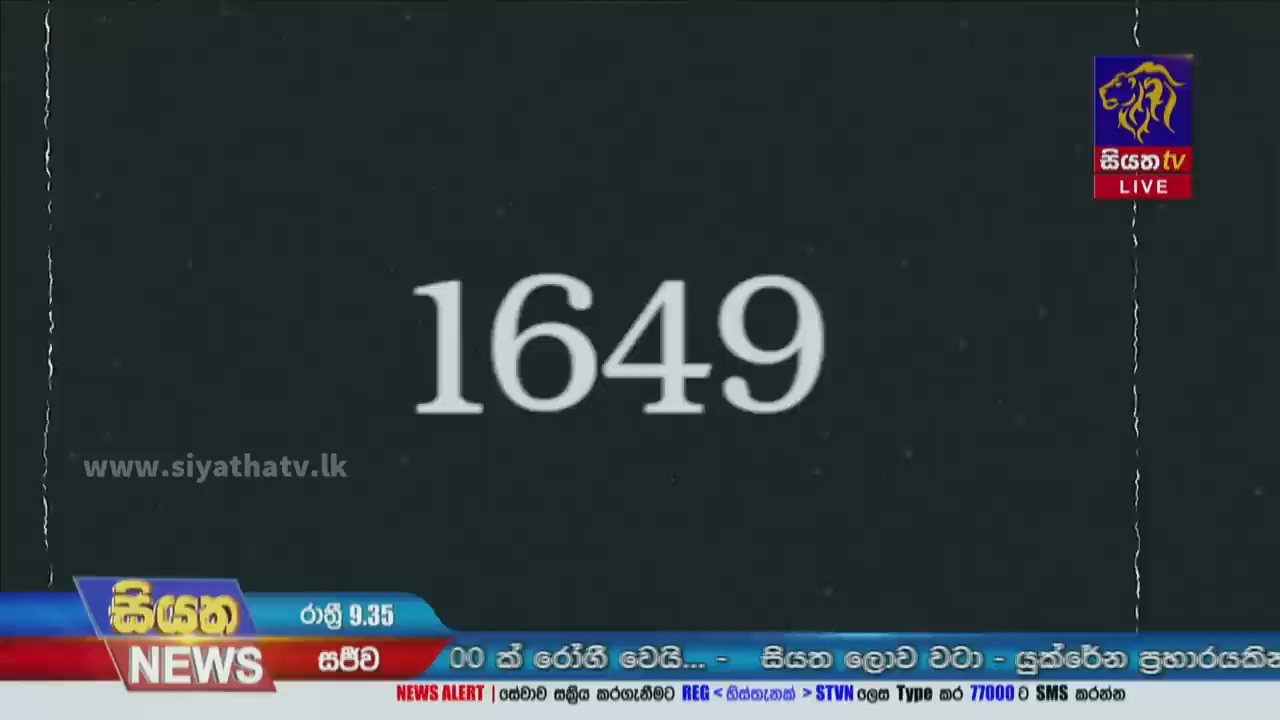 සියත tv
LIVE
1649
www.siyathatv.lk
සියත
NEWS
රාත්‍රී 9.35
සජීව
00 ක් රෝගී වෙයි... - සියත ලොව වටා - යුක්රේන ප්‍රහාරයකින්
NEWS ALERT | සේවාව සක්‍රිය කරගැනීමට REG < හිස්තැනක් > STVN ලෙස Type කර 77000 ට SMS කරන්න